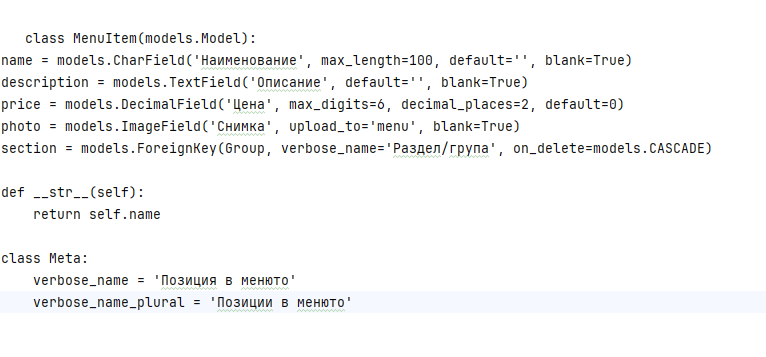 class MenuItem(models.Model):
name = models.CharField('Наименование', max_length=100, default='', blank=True)
description = models.TextField('Описание', default='', blank=True)
price = models.DecimalField('Цена', max_digits=6, decimal_places=2, default=0)
photo = models.ImageField('Снимка', upload_to='menu', blank=True)
section = models.ForeignKey(Group, verbose_name='Раздел/група', on_delete=models.CASCADE)
def __str__(self):
return self.name
class Meta:
verbose_name = 'Позиция в менюто'
verbose_name_plural = 'Позиции в менюто'